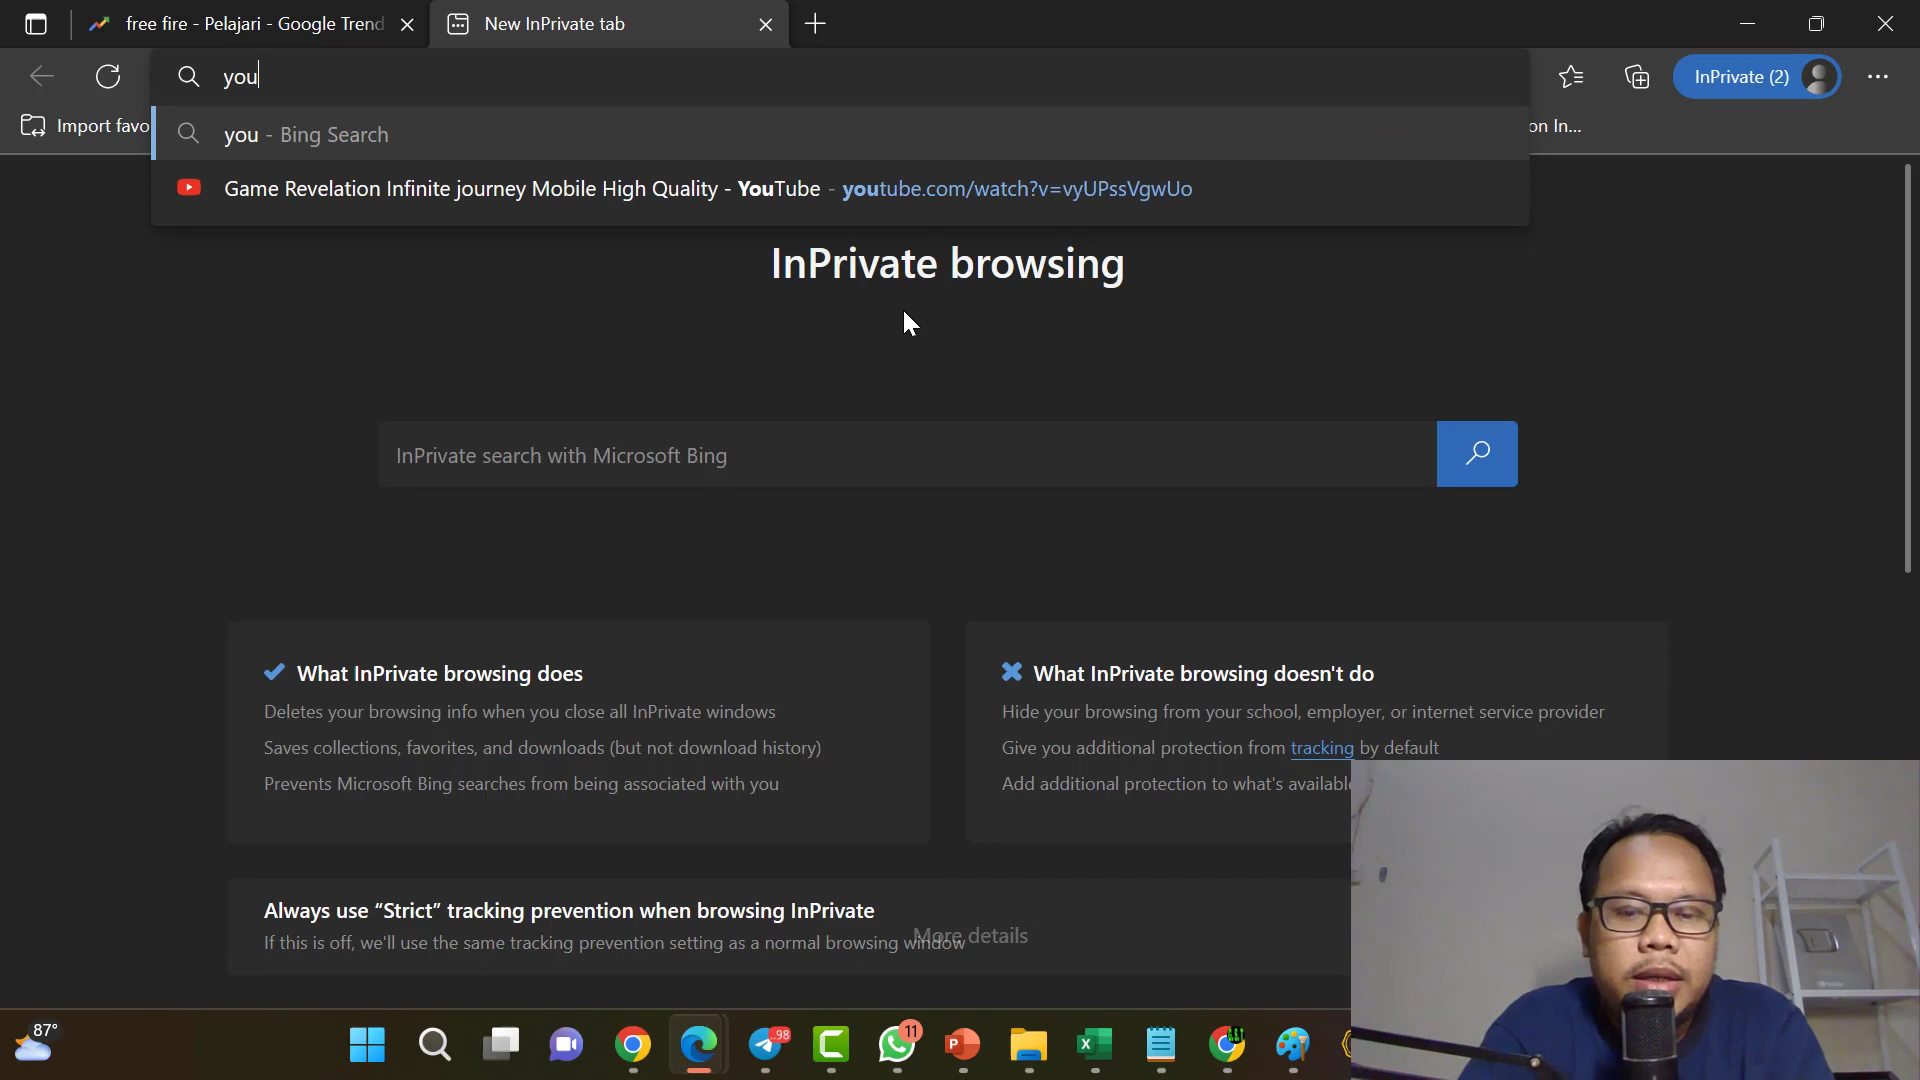 free fire - Pelajari - Google Trend
New InPrivate tab
you
InPrivate (2)
Import favo
on In...
you - Bing Search
Game Revelation Infinite journey Mobile High Quality - YouTube - youtube.com/watch?v=vyUPssVgwUo
InPrivate browsing
InPrivate search with Microsoft Bing
What InPrivate browsing does
Deletes your browsing info when you close all InPrivate windows
Saves collections, favorites, and downloads (but not download history)
Prevents Microsoft Bing searches from being associated with you
What InPrivate browsing doesn't do
Hide your browsing from your school, employer, or internet service provider
Give you additional protection from tracking by default
Add additional protection to what's available
Always use “Strict” tracking prevention when browsing InPrivate
If this is off, we'll use the same tracking prevention setting as a normal browsing window
More details
87°
..98
11